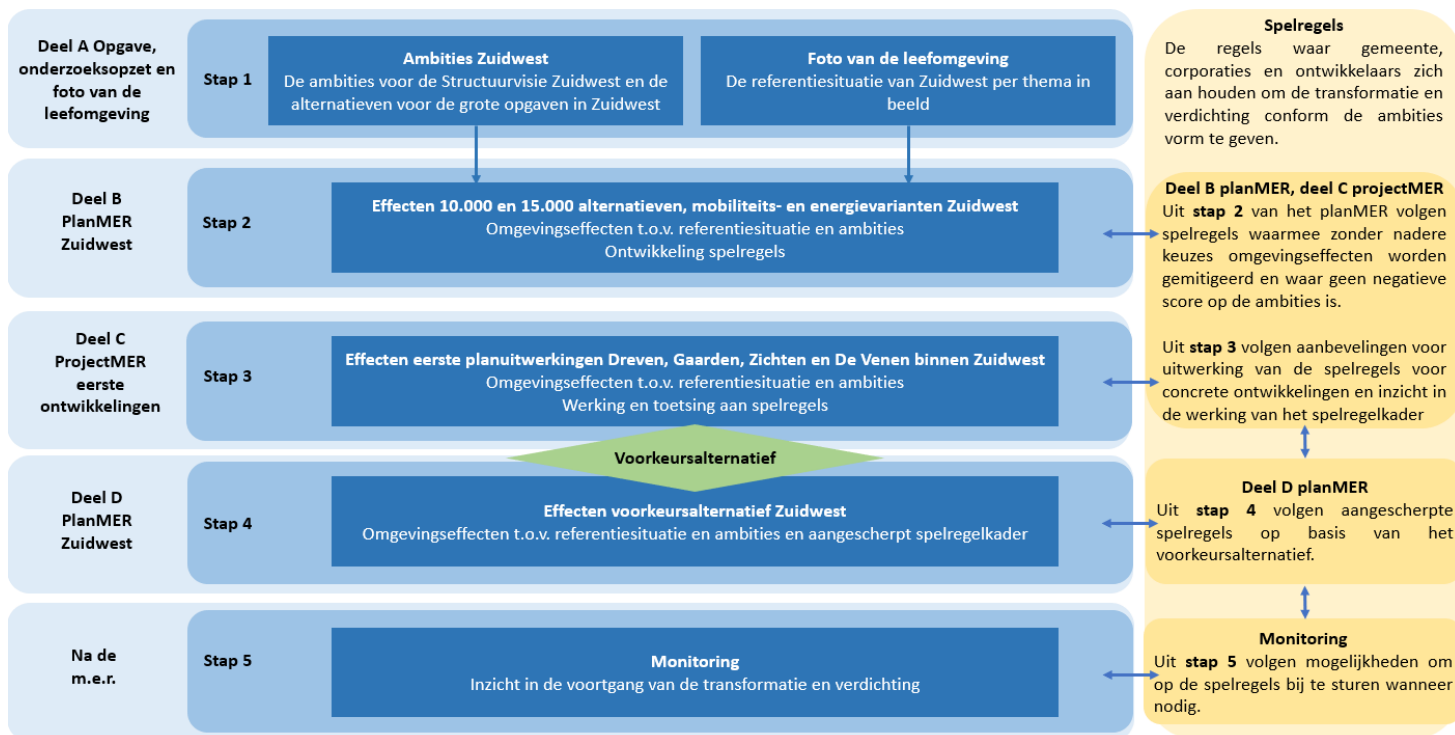 Deel A Opgave,
onderzoeksopzet en
foto van de
leefomgeving
Stap 1
Ambities Zuidwest
De ambities voor de Structuurvisie Zuidwest en de
alternatieven voor de grote opgaven in Zuidwest
Foto van de leefomgeving
De referentiesituatie van Zuidwest per thema in
beeld
Deel B
PlanMER
Zuidwest
Stap 2
Effecten 10.000 en 15.000 alternatieven, mobiliteits- en energievarianten Zuidwest
Omgevingseffecten t.o.v. referentiesituatie en ambities
Ontwikkeling spelregels
Deel C
ProjectMER
eerste
ontwikkelingen
Stap 3
Effecten eerste planuitwerkingen Dreven, Gaarden, Zichten en De Venen binnen Zuidwest
Omgevingseffecten t.o.v. referentiesituatie en ambities
Werking en toetsing aan spelregels
Voorkeursalternatief
Deel D
PlanMER
Zuidwest
Stap 4
Effecten voorkeursalternatief Zuidwest
Omgevingseffecten t.o.v. referentiesituatie en ambities en aangescherpt spelregelkader
Na de
m.e.r.
Stap 5
Monitoring
Inzicht in de voortgang van de transformatie en verdichting
Spelregels
De regels waar gemeente,
corporaties en ontwikkelaars zich
aan houden om de transformatie en
verdichting conform de ambities
vorm te geven.
Deel B planMER, deel C projectMER
Uit stap 2 van het planMER volgen
spelregels waarmee zonder nadere
keuzes omgevingseffecten worden
gemitigeerd en waar geen negatieve
score op de ambities is.
Uit stap 3 volgen aanbevelingen voor
uitwerking van de spelregels voor
concrete ontwikkelingen en inzicht in
de werking van het spelregelkader
Deel D planMER
Uit stap 4 volgen aangescherpte
spelregels op basis van het
voorkeursalternatief.
Monitoring
Uit stap 5 volgen mogelijkheden om
op de spelregels bij te sturen wanneer
nodig.